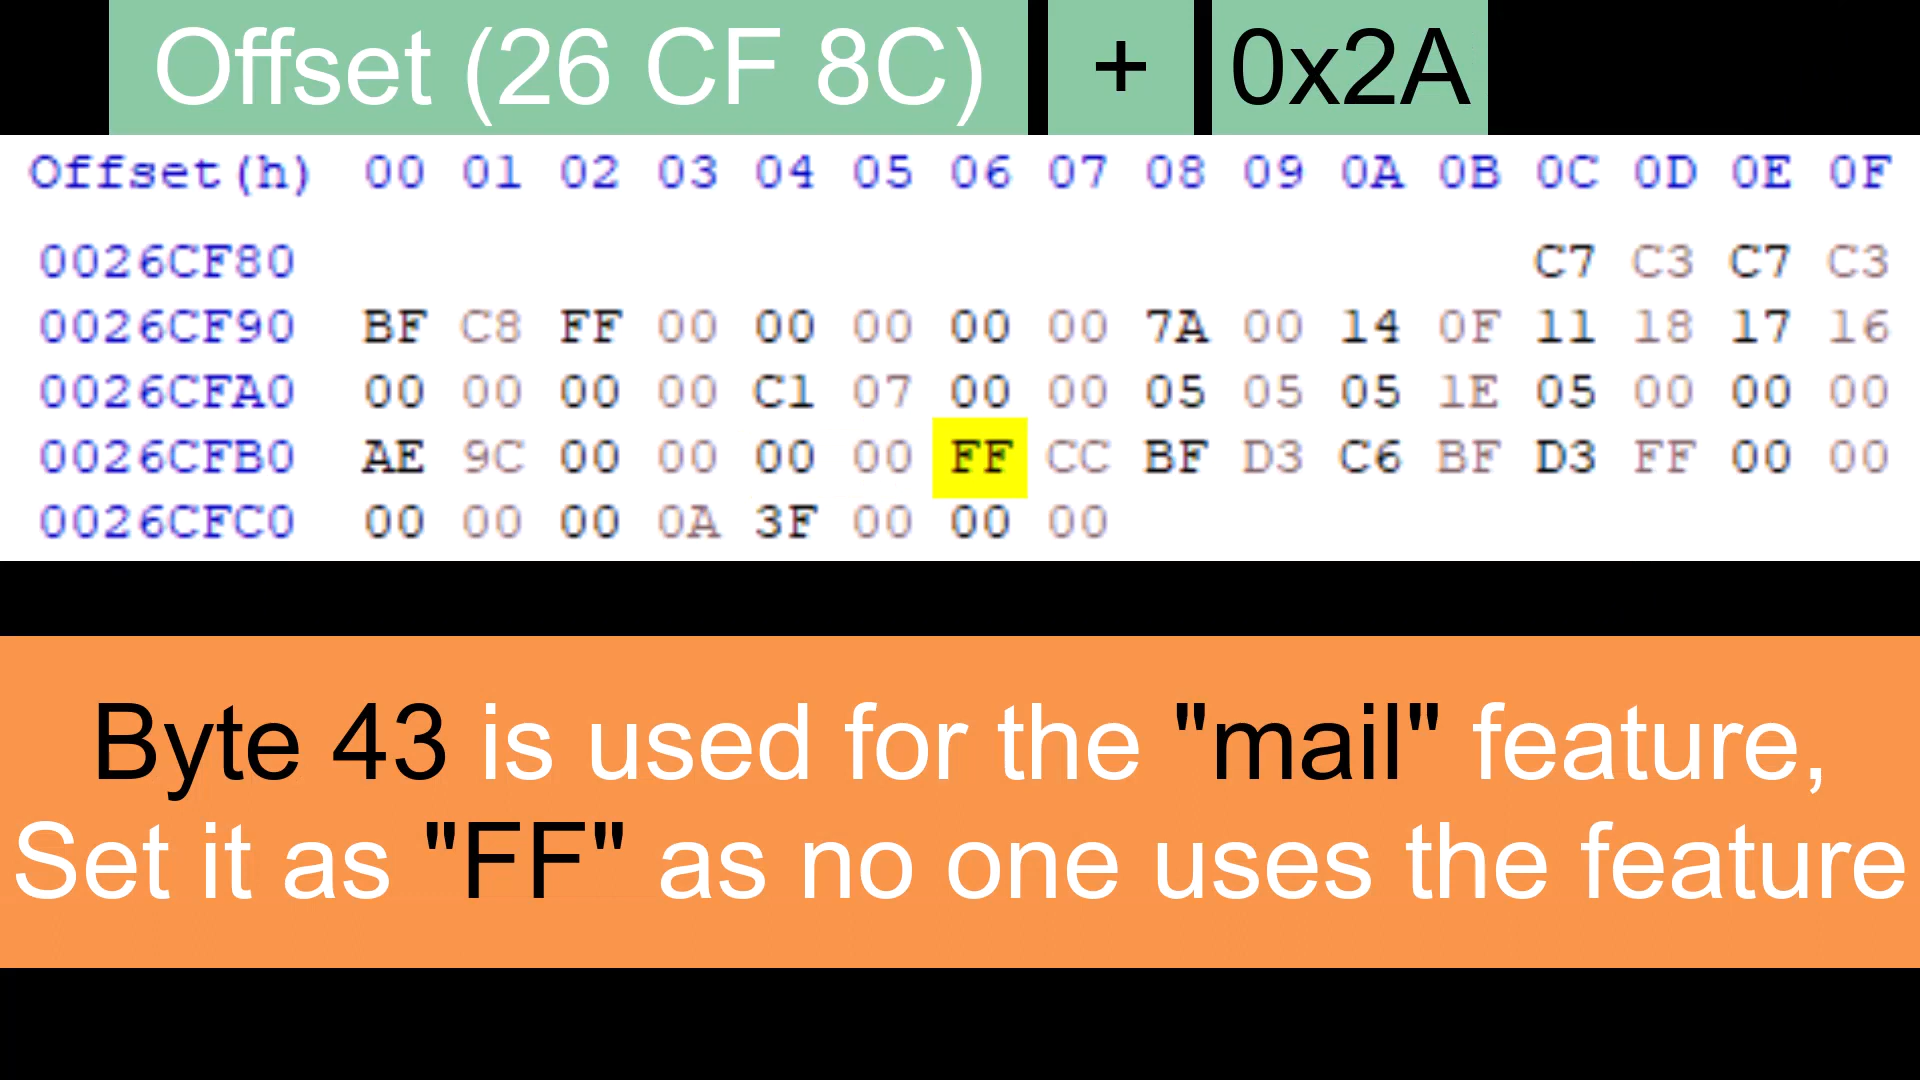 Offset (26 CF 8C) + 0x2A
Offset(h) 00 01 02 03 04 05 06 07 08 09 0A 0B 0C 0D 0E 0F
0026CF80 C7 C3 C7 C3
0026CF90 BF C8 FF 00 00 00 00 00 7A 00 14 0F 11 18 17 16
0026CFA0 00 00 00 00 C1 07 00 00 05 05 05 1E 05 00 00 00
0026CFB0 AE 9C 00 00 00 00 FF CC BF D3 C6 BF D3 FF 00 00
0026CFC0 00 00 00 0A 3F 00 00 00
Byte 43 is used for the "mail" feature,
Set it as "FF" as no one uses the feature